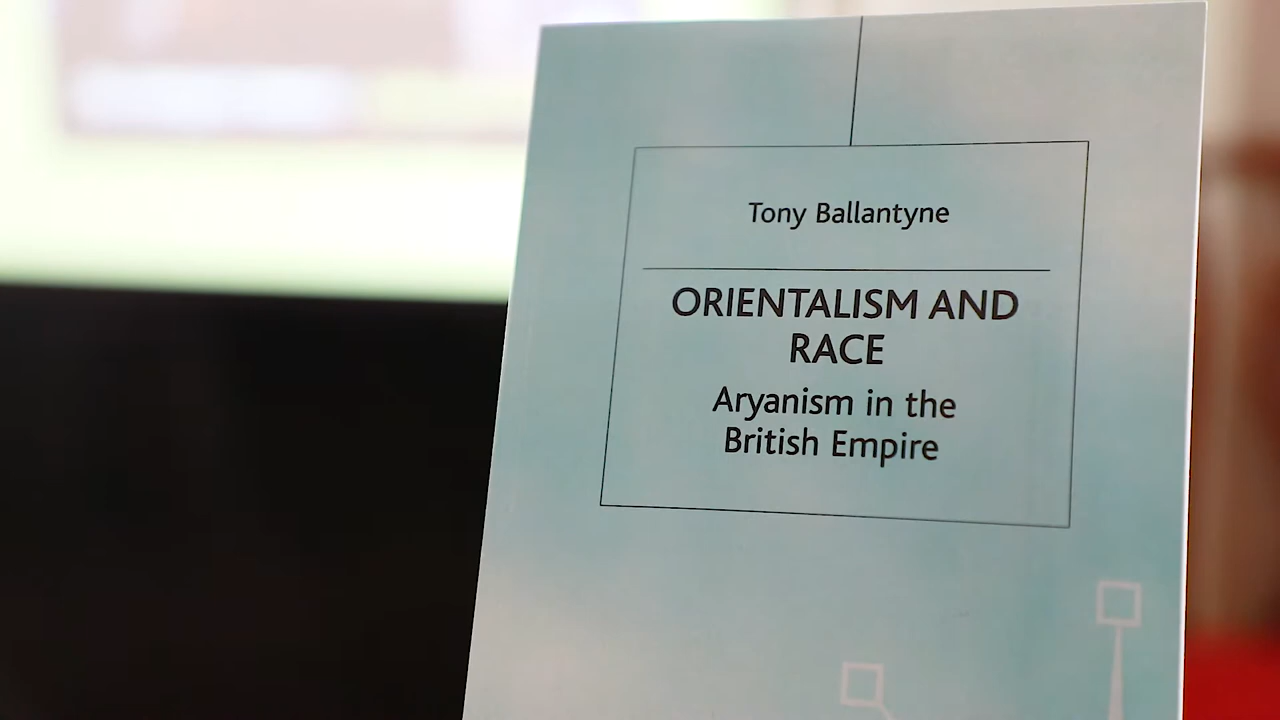 Tony Ballantyne
ORIENTALISM AND
RACE
Aryanism in the
British Empire